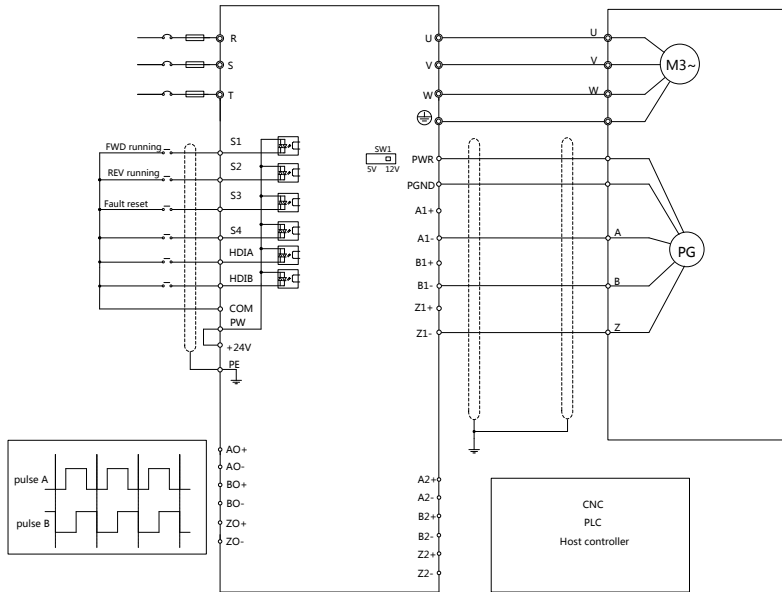 R
S
T
FWD running
REV running
Fault reset
S1
S2
S3
S4
HDIA
HDIB
COM
PW
+24V
PE
SW1
5V 12V
U
V
W
PWR
PGND
A1+
A1-
B1+
B1-
Z1+
Z1-
U
V
W
M3~
A
B
Z
PG
pulse A
pulse B
AO+
AO-
BO+
BO-
ZO+
ZO-
A2+
A2-
B2+
B2-
Z2+
Z2-
CNC
PLC
Host controller